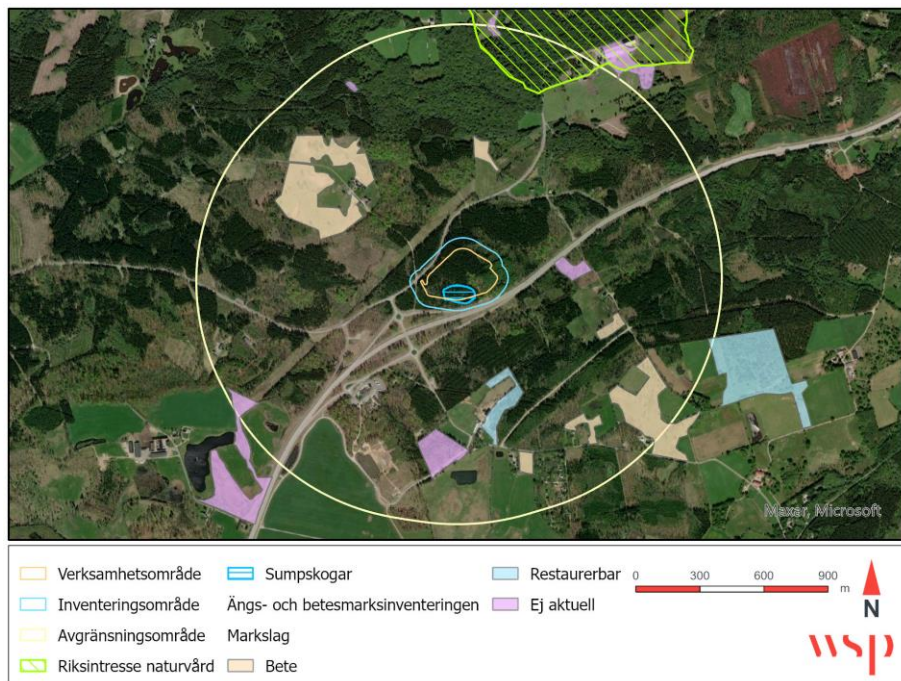 Maxar, Microsoft
Verksamhetsområde
Inventeringsområde
Avgränsningsområde
Riksintresse naturvård
Sumpskogar
Ängs- och betesmarksinventeringen
Markslag
Bete
Restaurerbar
Ej aktuell
0 300 600 900
m
N
wsp